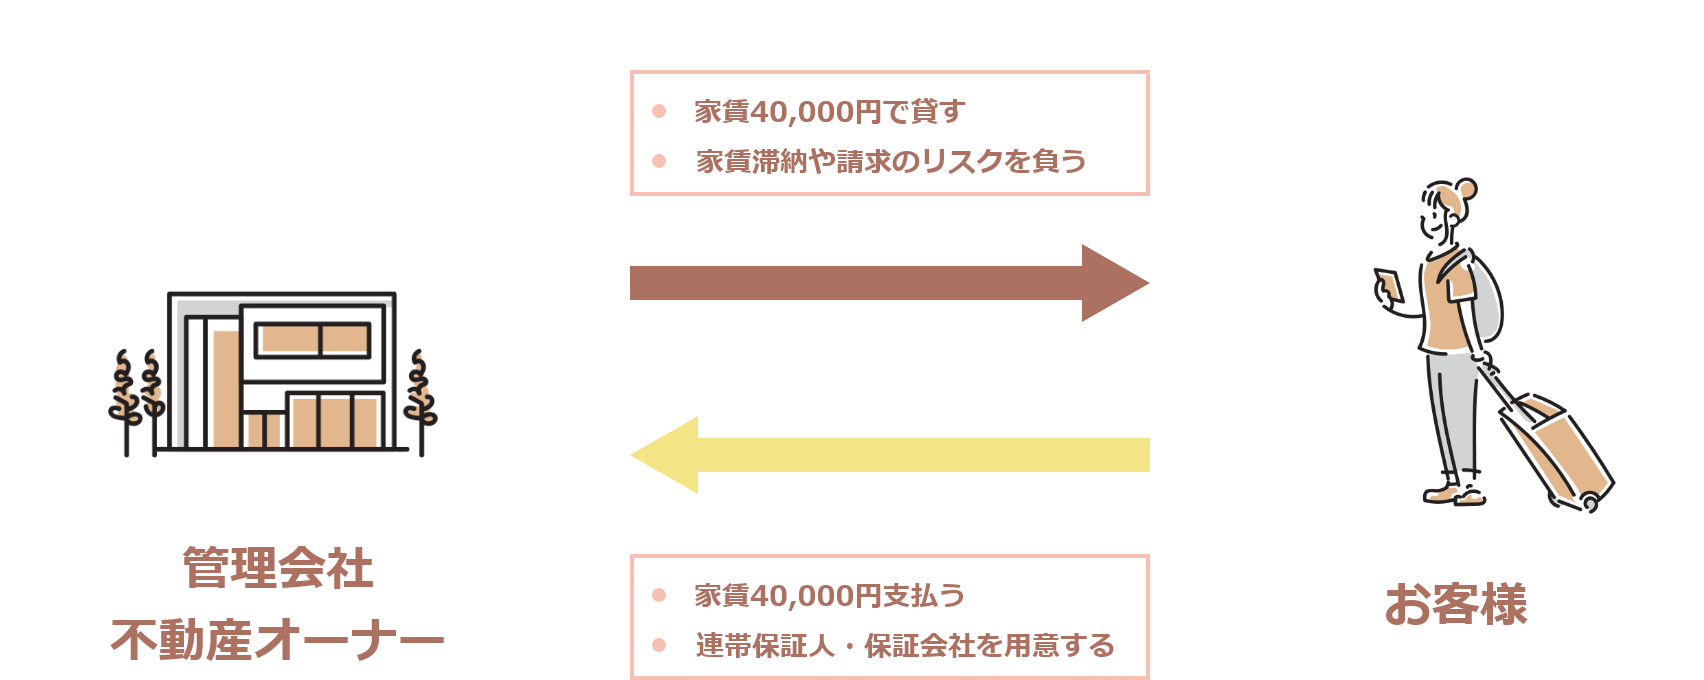 家賃40,000円で貸す
家賃滞納や請求のリスクを負う
管理会社
不動産オーナー
お客様
家賃40,000円支払う
連帯保証人・保証会社を用意する